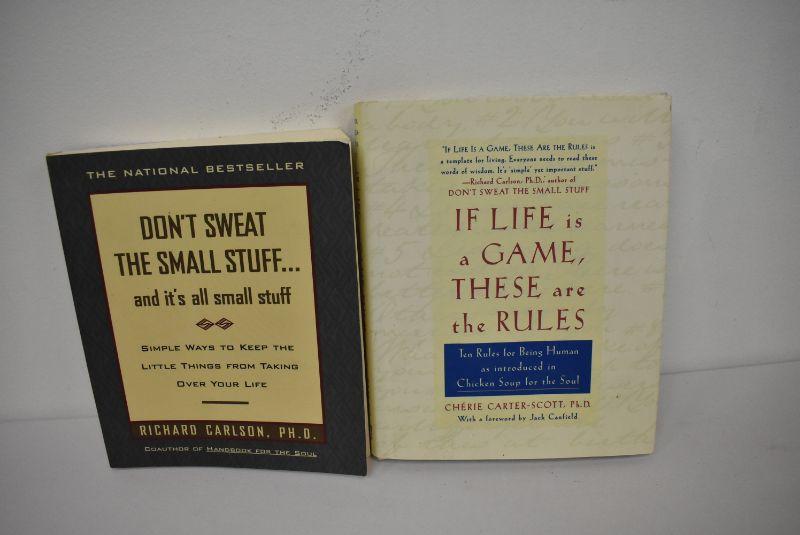 THE NATIONAL BESTSELLER
DON'T SWEAT
THE SMALL STUFF...
and it's all small stuff
SIMPLE WAYS TO KEEP THE
LITTLE THINGS FROM TAKING
OVER YOUR LIFE
RICHARD CARLSON, PH.D.
COAUTHOR OF HANDBOOK FOR THE SOUL
"IF LIFE IS A GAME, THESE ARE THE RULES is
a template for living. Everyone needs to read these
words of wisdom. It's 'simple' yet important stuff."
—Richard Carlson, Ph.D., author of
DON'T SWEAT THE SMALL STUFF
IF LIFE is
a GAME,
THESE are
the RULES
Ten Rules for Being Human
as introduced in
Chicken Soup for the Soul
CHÉRIE CARTER-SCOTT, Ph.D.
With a foreword by Jack Canfield